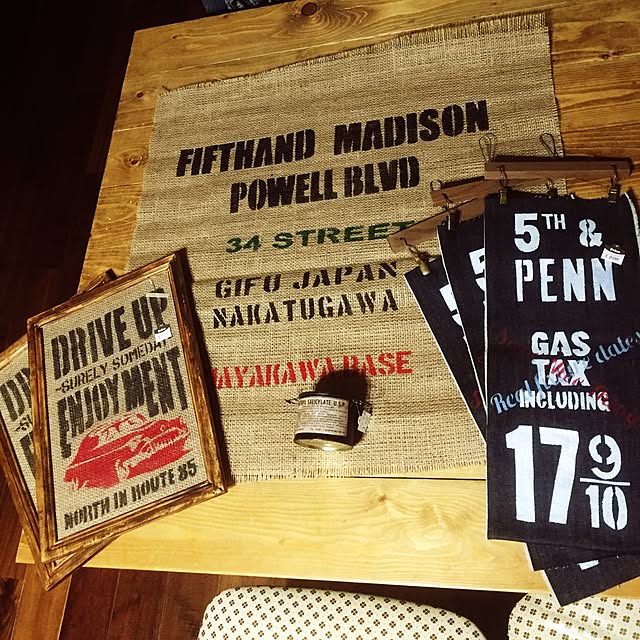 FIFTHAND MADISON
POWELL BLVD
34 STREET
GIFU JAPAN
NAKATUGAWA
HAYAKAWA BASE
DRIVE UP
-SURELY SOMEDAY
ENJOYMENT
NORTH IN ROUTE 85
SALICYLATE U.S.P.
5TH &
PENN
GAS
TAX
INCLUDING
17 9/10